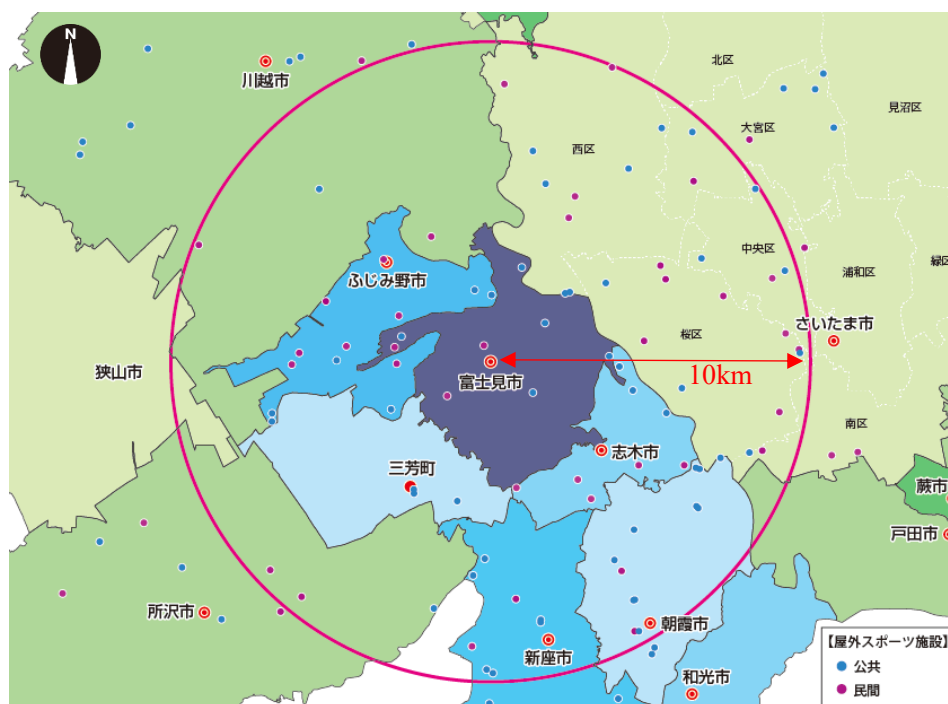 N
川越市
北区
見沼区
大宮区
西区
中央区
浦和区
緑区
ふじみ野市
さいたま市
桜区
狭山市
富士見市
10km
南区
志木市
三芳町
蕨市
戸田市
所沢市
朝霞市
新座市
和光市
【屋外スポーツ施設】
公共
民間